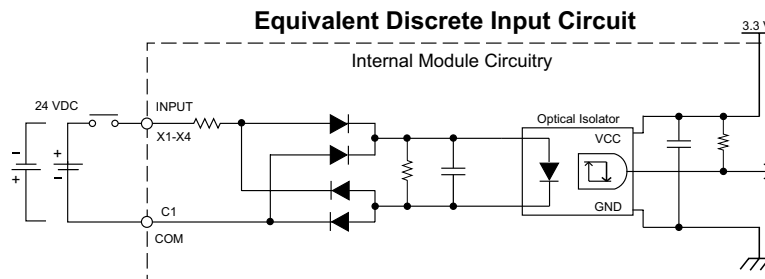 Equivalent Discrete Input Circuit
3.3 V
Internal Module Circuitry
24 VDC
INPUT
X1-X4
Optical Isolator
VCC
GND
C1
COM
+
-
-
+